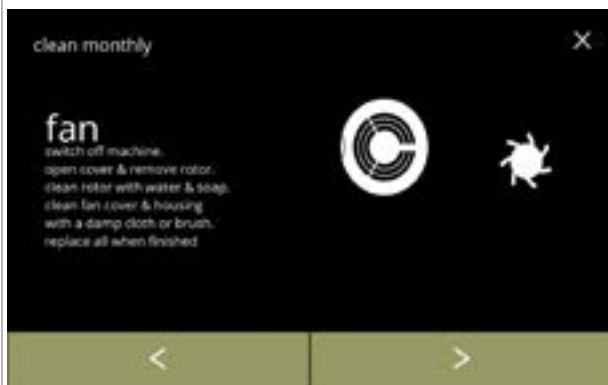 clean monthly
fan
switch off machine.
open cover & remove rotor.
clean rotor with water & soap.
clean fan cover & housing
with a damp cloth or brush.
replace all when finished